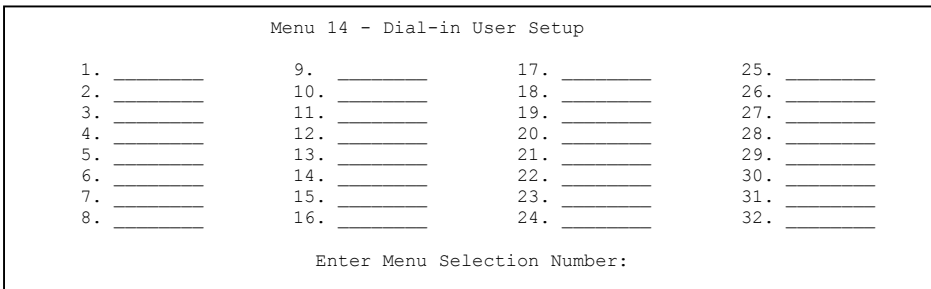 Menu 14 - Dial-in User Setup
1. ________ 9. ________ 17. ________ 25. ________
2. ________ 10. ________ 18. ________ 26. ________
3. ________ 11. ________ 19. ________ 27. ________
4. ________ 12. ________ 20. ________ 28. ________
5. ________ 13. ________ 21. ________ 29. ________
6. ________ 14. ________ 22. ________ 30. ________
7. ________ 15. ________ 23. ________ 31. ________
8. ________ 16. ________ 24. ________ 32. ________
Enter Menu Selection Number: